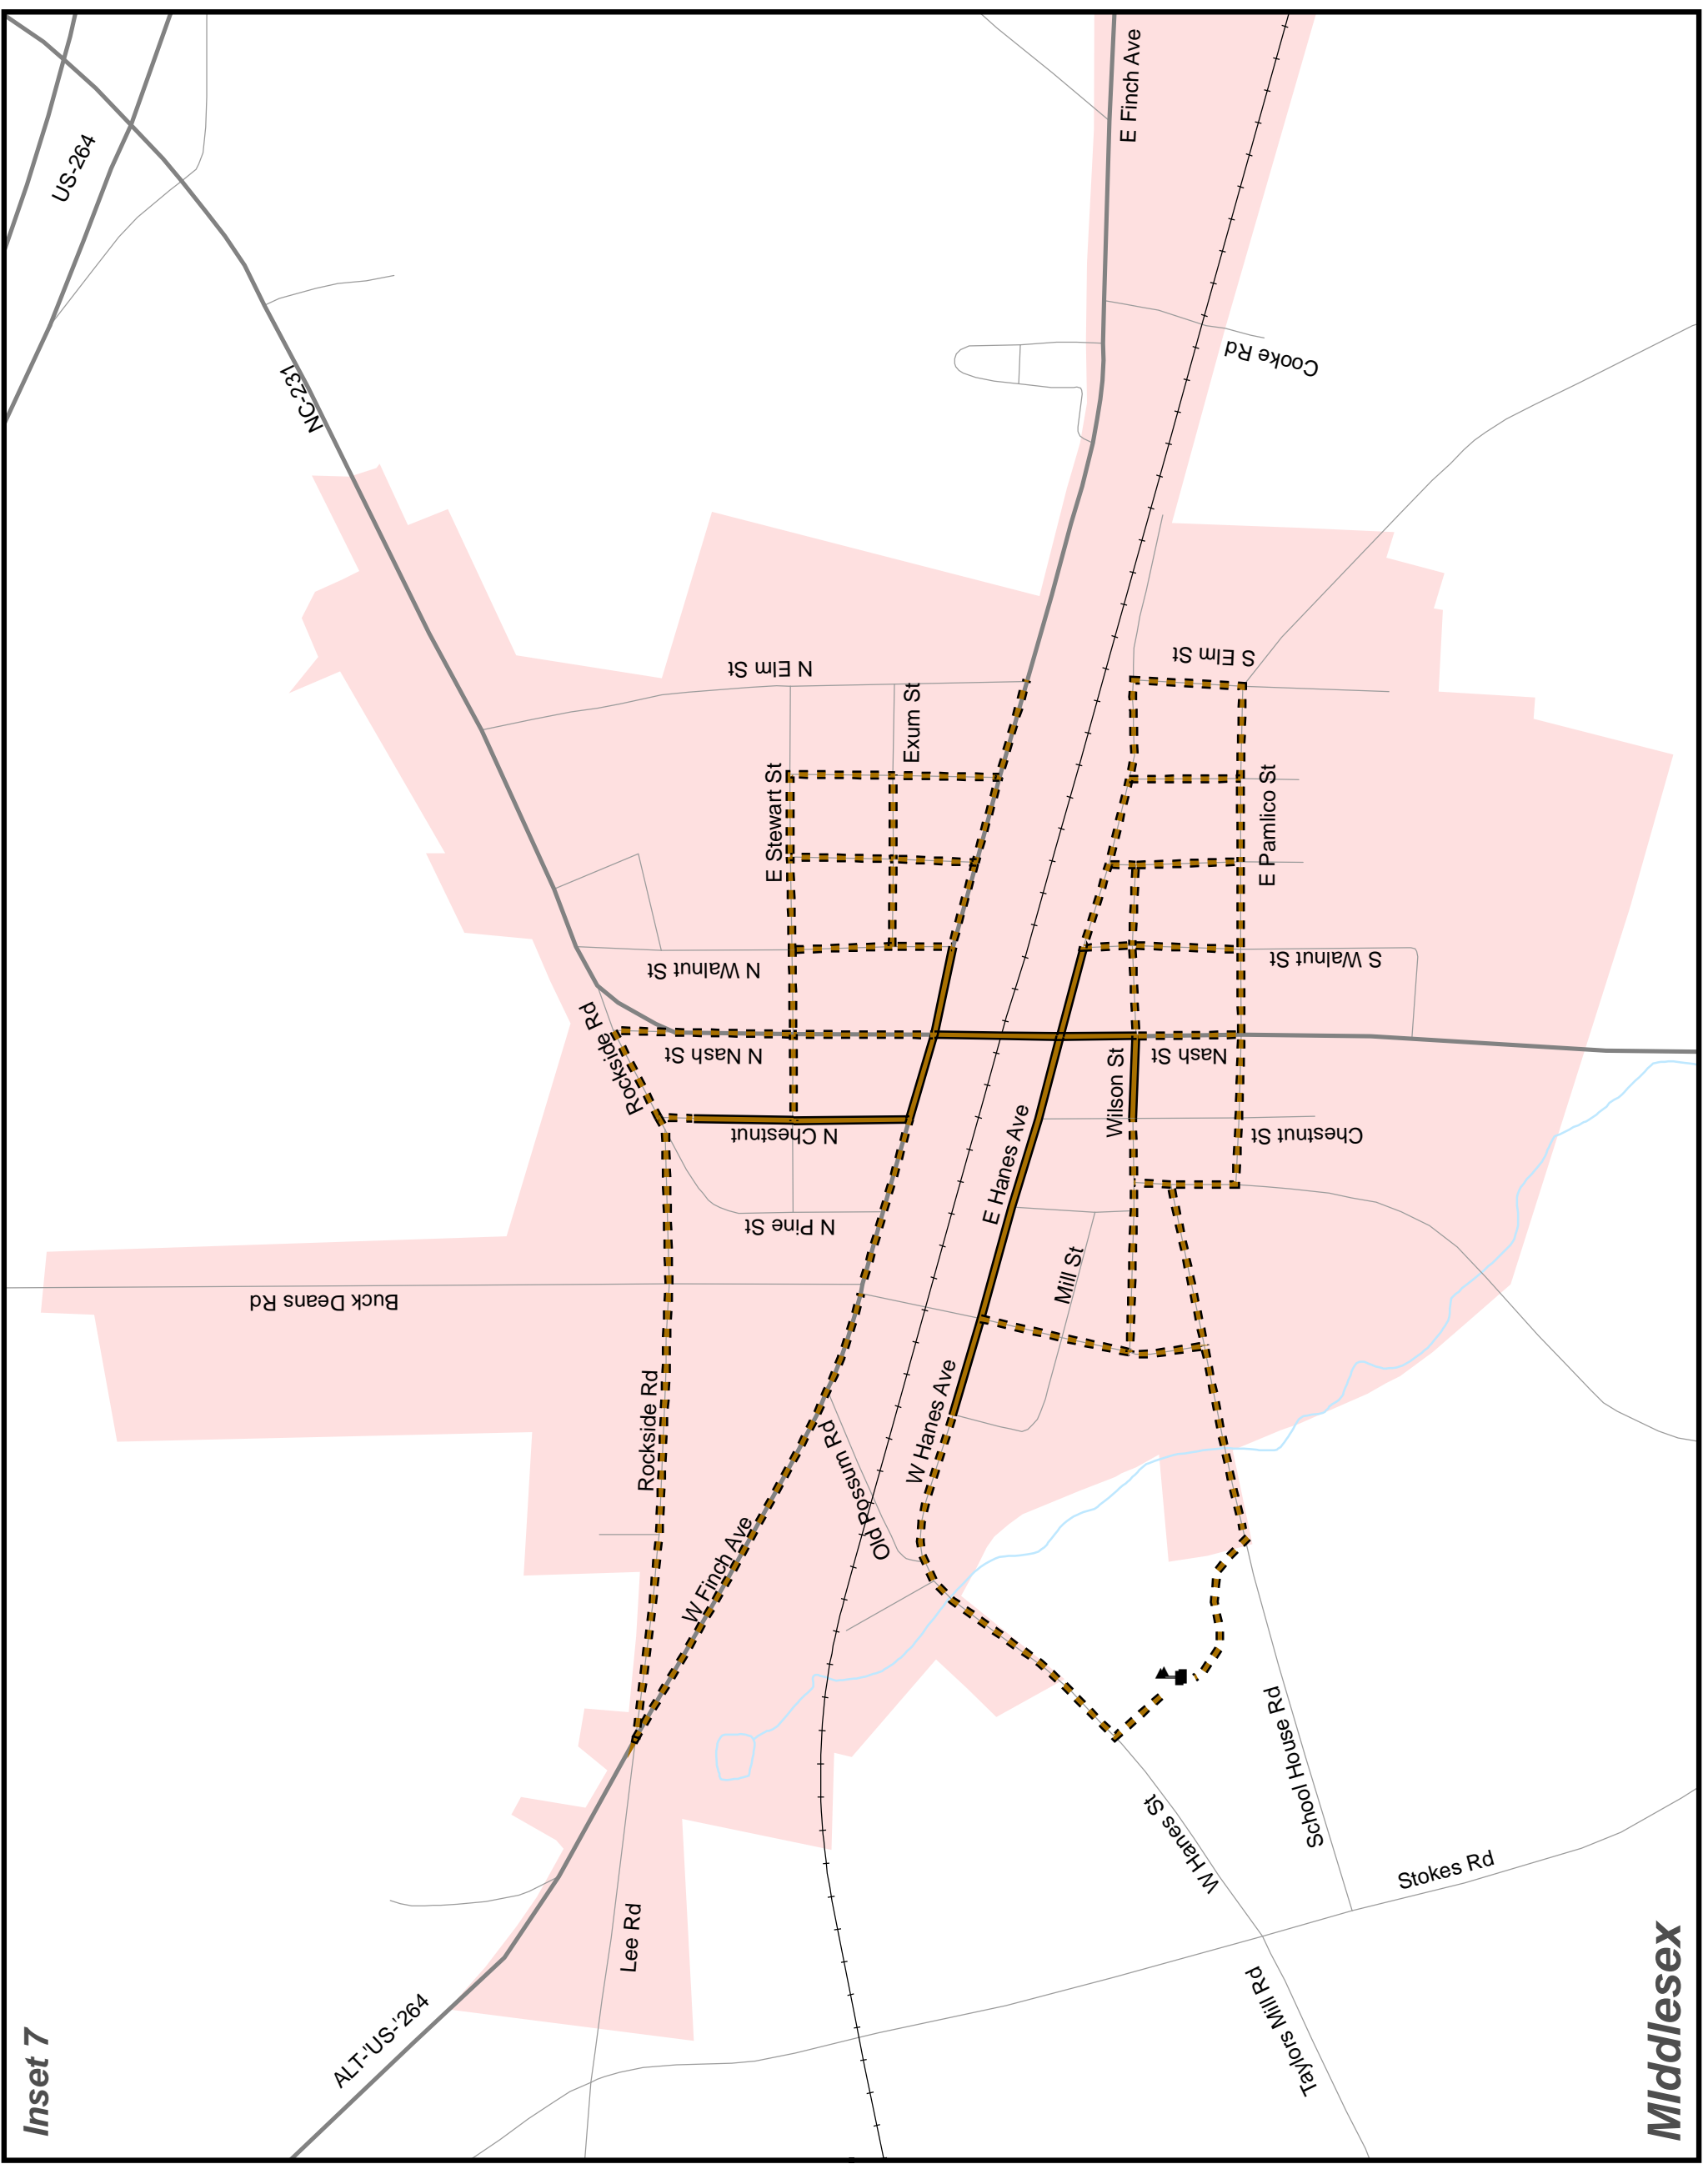 Inset 7
US-264
NC-231
E Finch Ave
Cooke Rd
N Elm St
S Elm St
Exum St
E Stewart St
E Pamlico St
N Walnut St
S Walnut St
Rockside Rd
N Nash St
Nash St
Wilson St
N Chestnut
Chestnut St
E Hanes Ave
N Pine St
Mill St
Buck Deans Rd
Rockside Rd
W Hanes Ave
Old Possum Rd
W Finch Ave
School House Rd
W Hanes St
Stokes Rd
Lee Rd
Taylors Mill Rd
ALT-'US-'264
MIddlesex